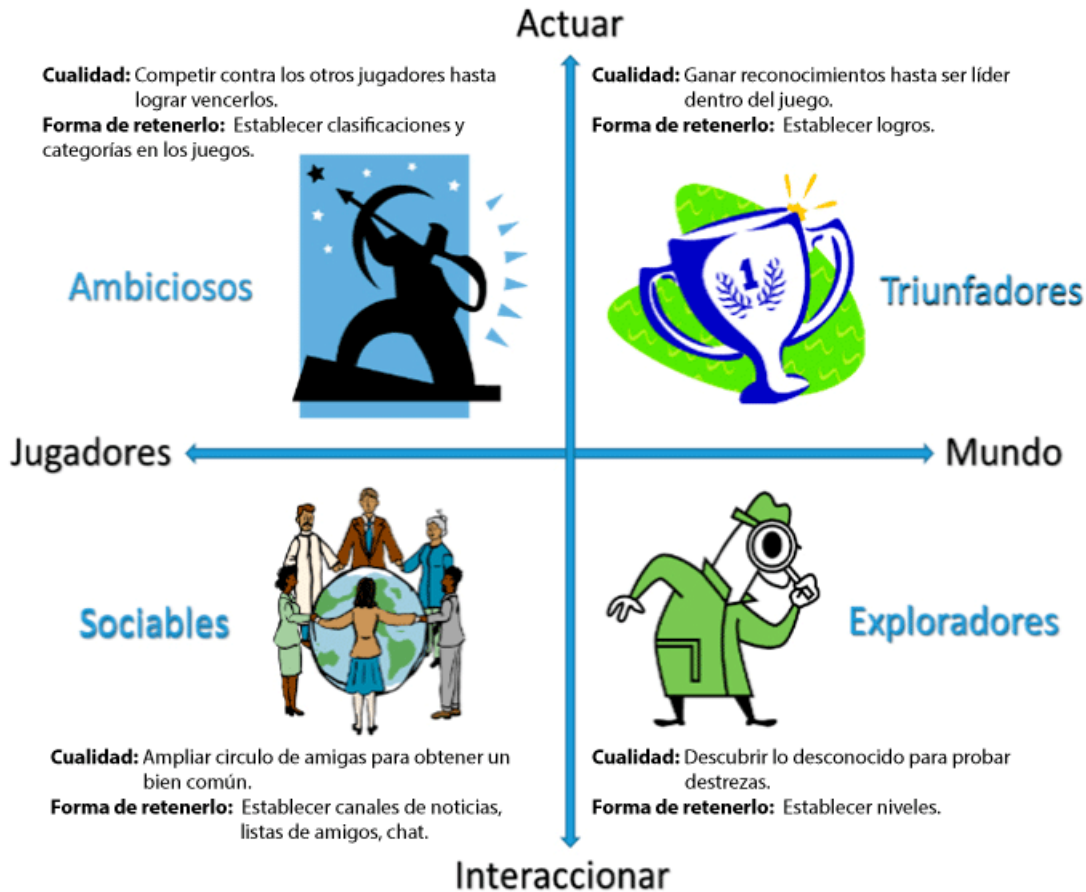 Actuar
Cualidad: Competir contra los otros jugadores hasta
lograr vencerlos.
Forma de retenerlo: Establecer clasificaciones y
categorías en los juegos.
Cualidad: Ganar reconocimientos hasta ser líder
dentro del juego.
Forma de retenerlo: Establecer logros.
Ambiciosos
1
Triunfadores
Jugadores
Mundo
Sociables
Exploradores
Cualidad: Ampliar circulo de amigas para obtener un
bien común.
Forma de retenerlo: Establecer canales de noticias,
listas de amigos, chat.
Cualidad: Descubrir lo desconocido para probar
destrezas.
Forma de retenerlo: Establecer niveles.
Interaccionar